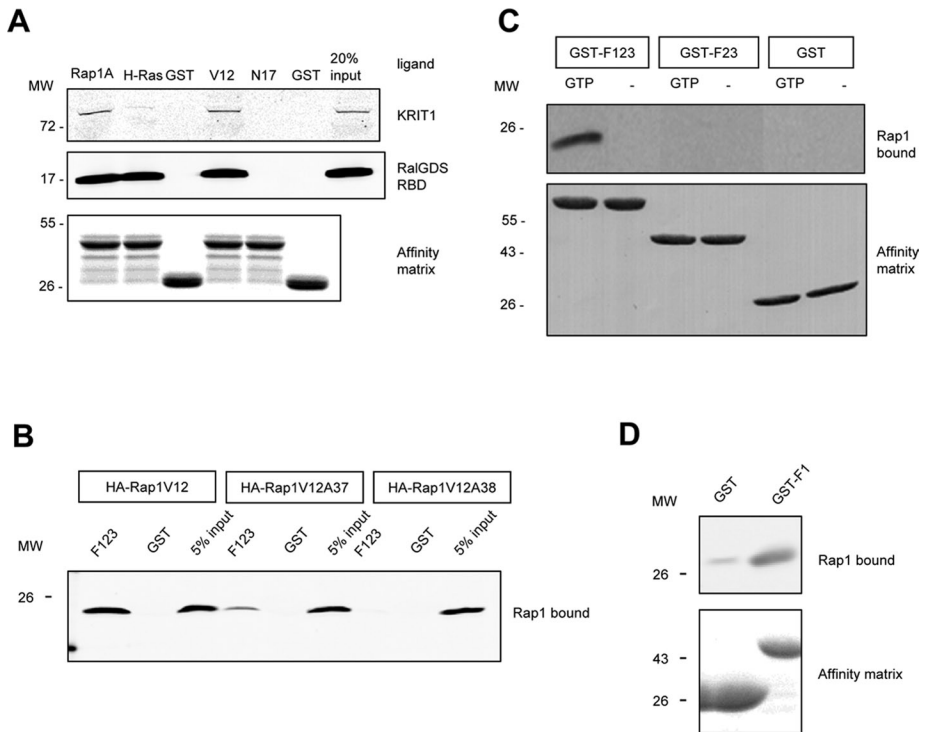 A
Rap1A H-Ras GST V12 N17 GST 20% input
ligand
MW
KRIT1
72 -
RalGDS
RBD
17 -
55 -
Affinity
matrix
26 -
B
HA-Rap1V12 HA-Rap1V12A37 HA-Rap1V12A38
MW
F123 GST 5% input F123 GST 5% input F123 GST 5% input
26 -
Rap1 bound
C
GST-F123 GST-F23 GST
MW
GTP - GTP - GTP -
26 -
Rap1
bound
55 -
43 -
Affinity
matrix
26 -
D
MW
GST GST-F1
26 -
Rap1 bound
43 -
Affinity matrix
26 -